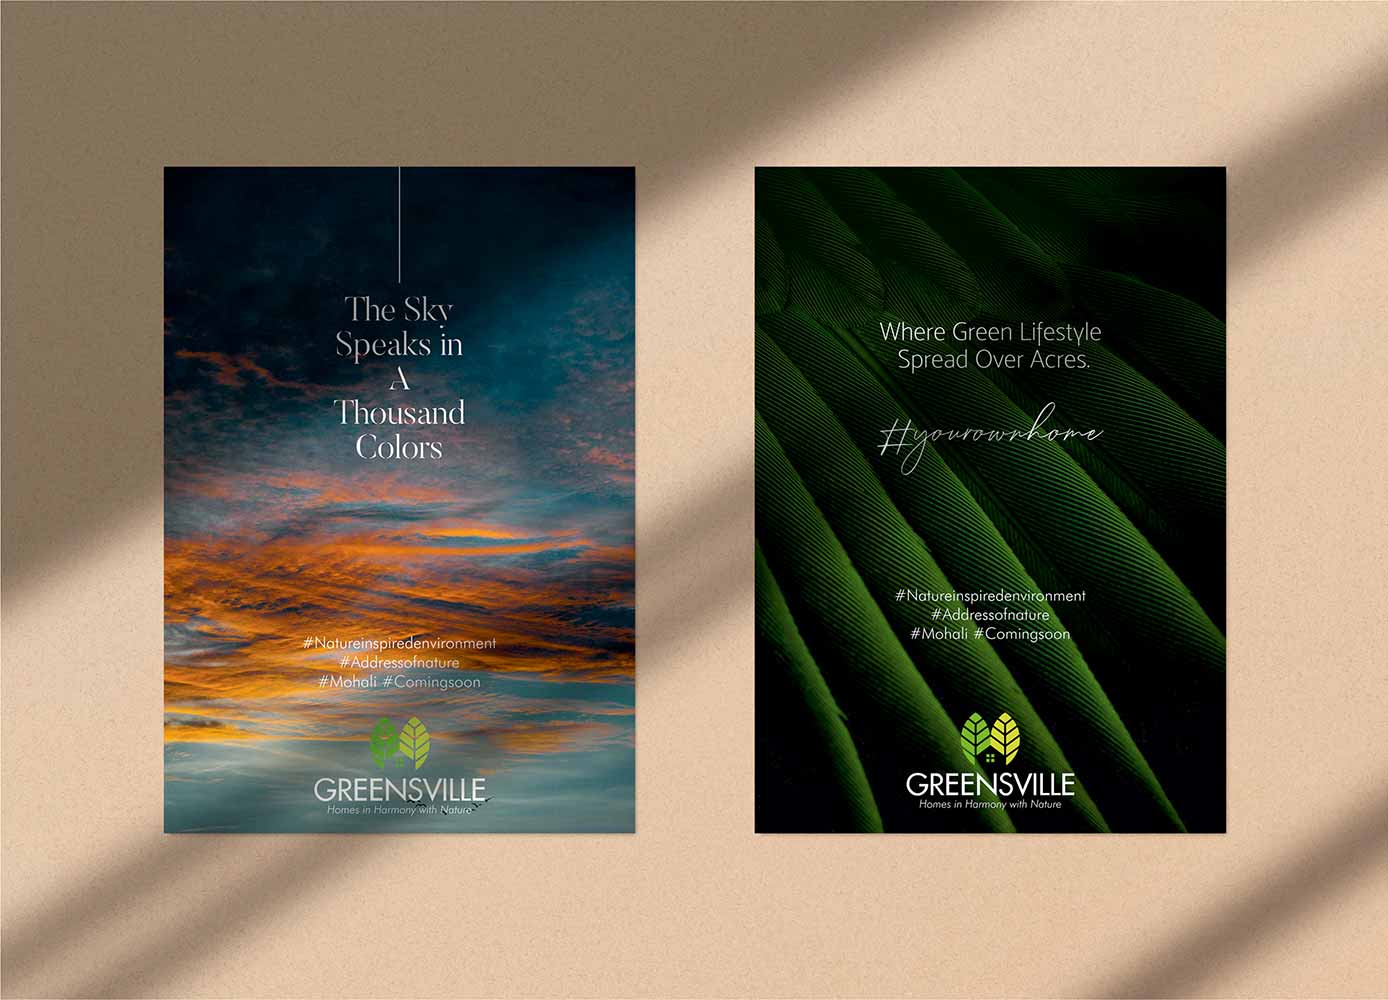 The Sky
Speaks in
A
Thousand
Colors
#Natureinspiredenvironment
#Addressofnature
#Mohali #Comingsoon
GREENSVILLE
Homes in Harmony with Nature
Where Green Lifestyle
Spread Over Acres.
#yourownhome
#Natureinspiredenvironment
#Addressofnature
#Mohali #Comingsoon
GREENSVILLE
Homes in Harmony with Nature